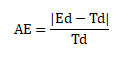 AE = |Ed − Td| / Td